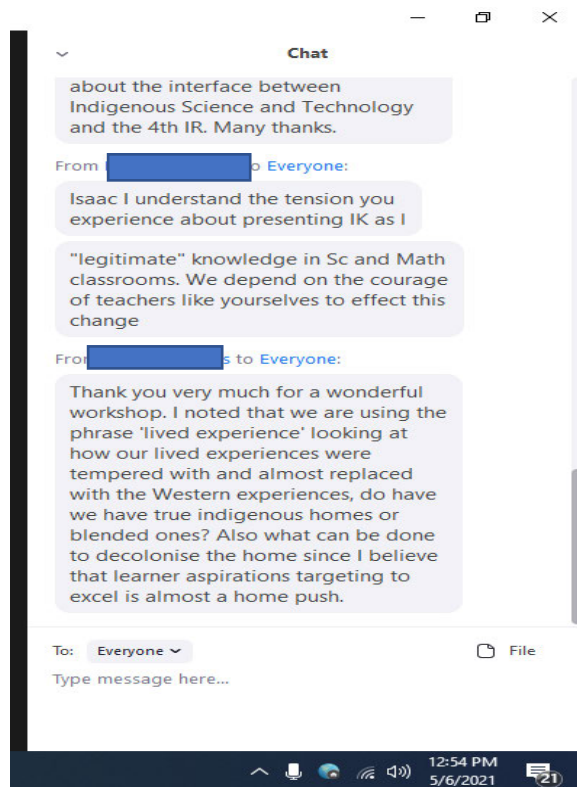 Chat
about the interface between
Indigenous Science and Technology
and the 4th IR. Many thanks.
From to Everyone:
Isaac I understand the tension you
experience about presenting IK as I
"legitimate" knowledge in Sc and Math
classrooms. We depend on the courage
of teachers like yourselves to effect this
change
s to Everyone:
Thank you very much for a wonderful
workshop. I noted that we are using the
phrase 'lived experience' looking at
how our lived experiences were
tempered with and almost replaced
with the Western experiences, do have
we have true indigenous homes or
blended ones? Also what can be done
to decolonise the home since I believe
that learner aspirations targeting to
excel is almost a home push.
To: Everyone
File
Type message here...
12:54 PM
5/6/2021
21